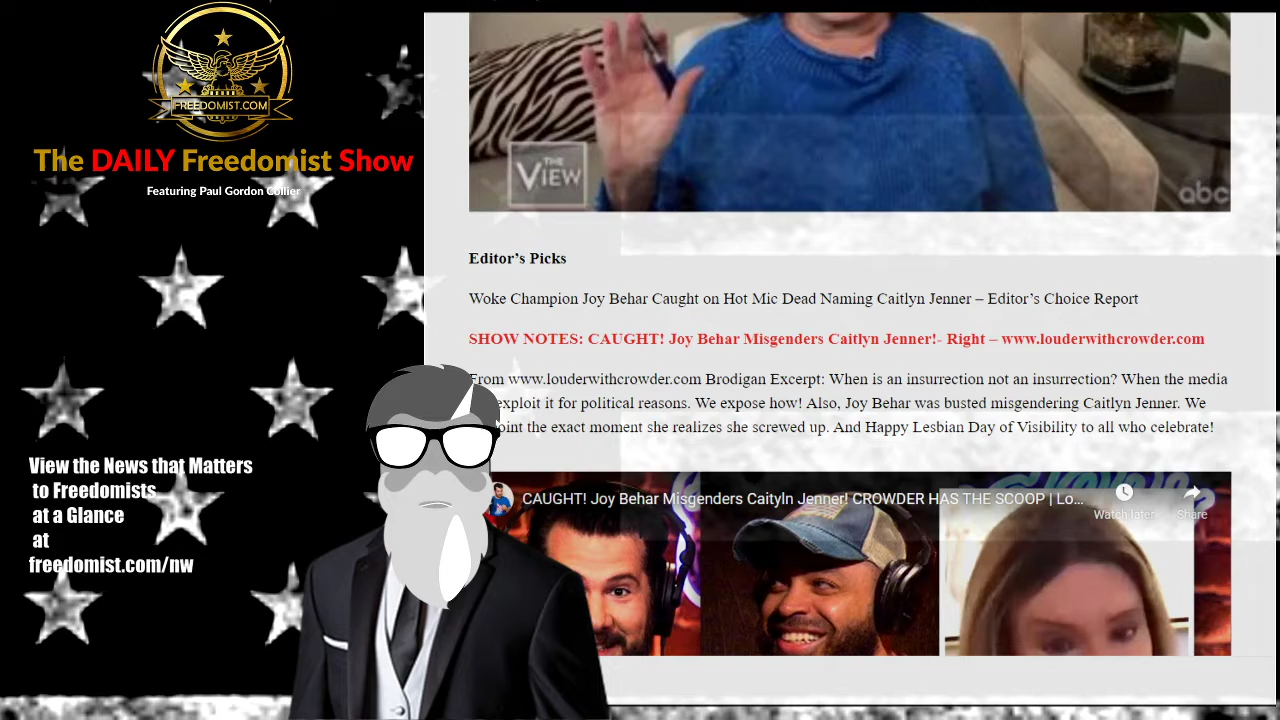 FREEDOMIST.COM
The DAILY Freedomist Show
Featuring Paul Gordon Collier
View the News that Matters
to Freedomists
at a Glance
at
freedomist.com/nw
THE
VIEW
abc
Editor's Picks
Woke Champion Joy Behar Caught on Hot Mic Dead Naming Caitlyn Jenner – Editor's Choice Report
SHOW NOTES: CAUGHT! Joy Behar Misgenders Caitlyn Jenner!- Right – www.louderwithcrowder.com
From www.louderwithcrowder.com Brodigan Excerpt: When is an insurrection not an insurrection? When the media
exploit it for political reasons. We expose how! Also, Joy Behar was busted misgendering Caitlyn Jenner. We
the exact moment she realizes she screwed up. And Happy Lesbian Day of Visibility to all who celebrate!
CAUGHT! Joy Behar Misgenders Caityln Jenner! CROWDER HAS THE SCOOP | Lo...
Watch later
Share